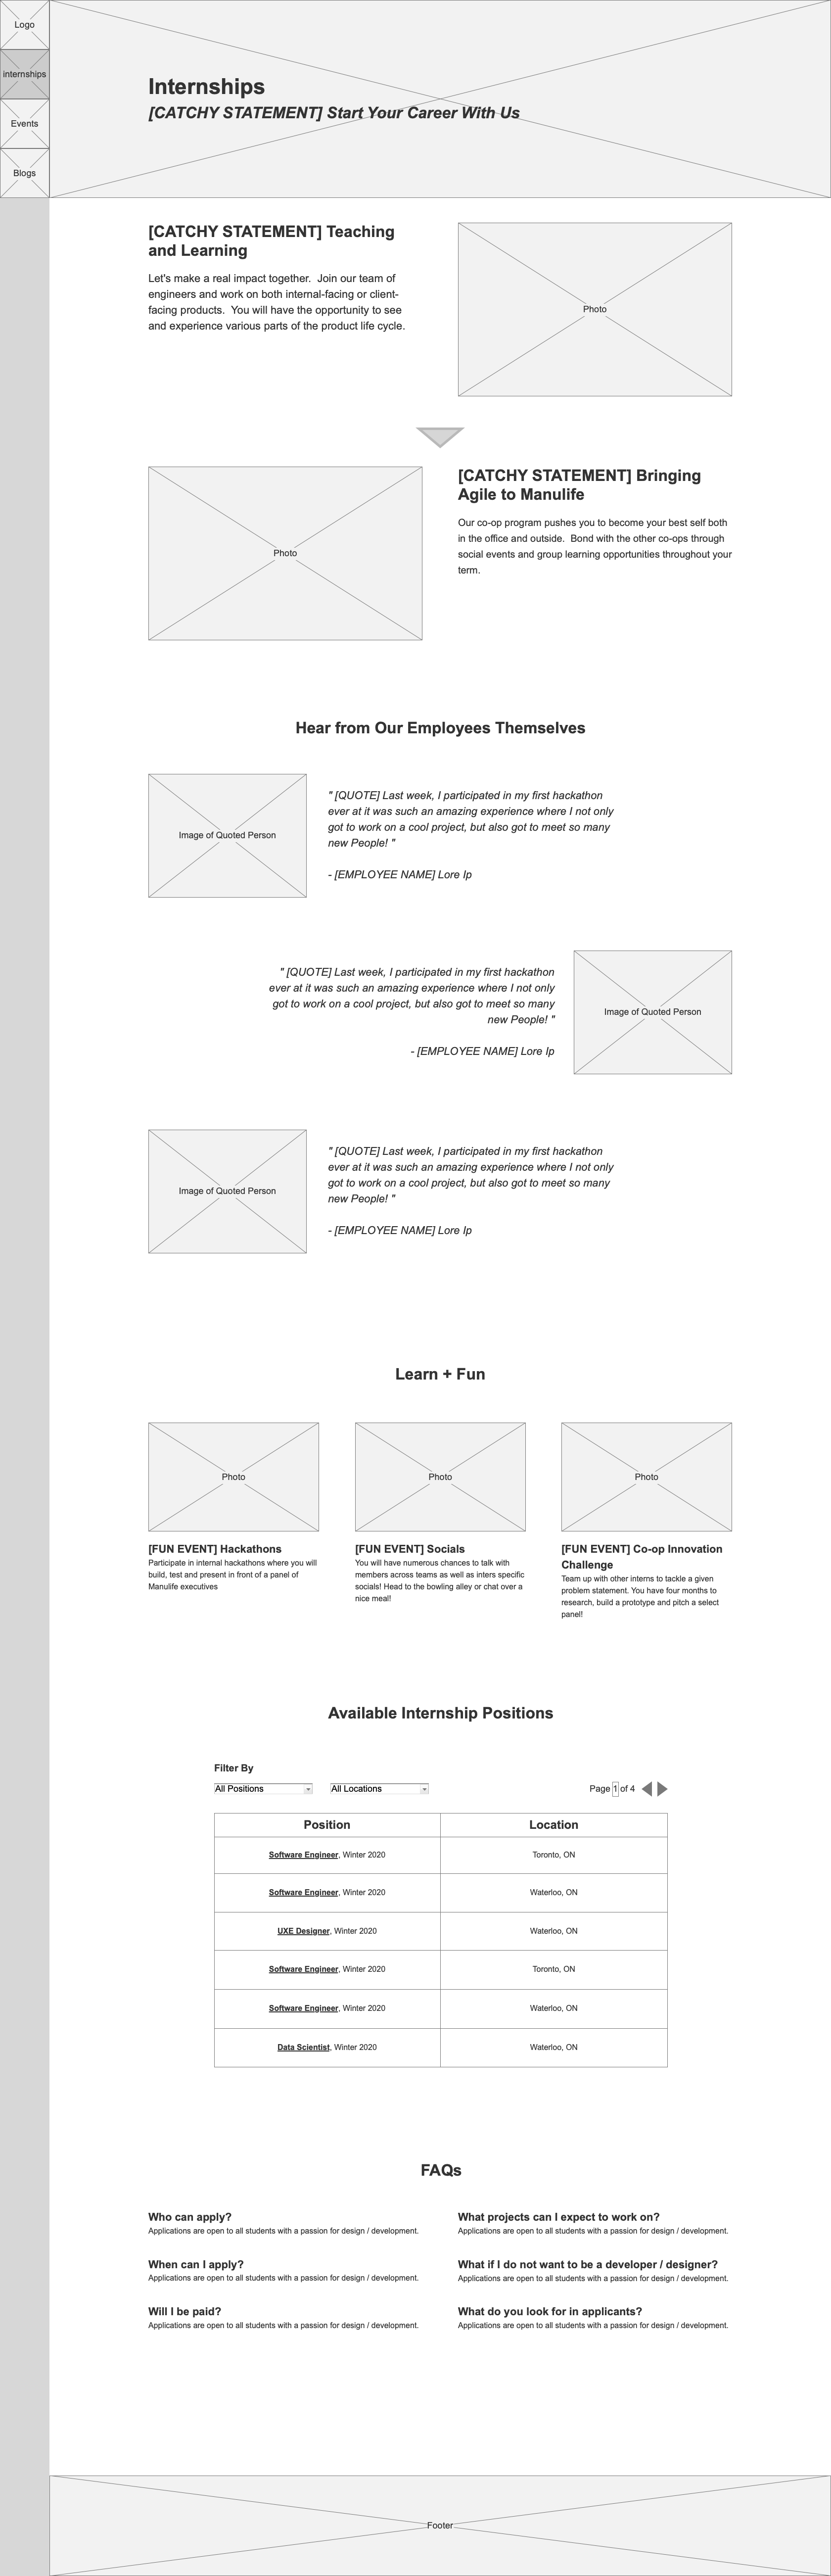 Logo
internships
Events
Blogs
Internships
[CATCHY STATEMENT] Start Your Career With Us
[CATCHY STATEMENT] Teaching
and Learning
Let's make a real impact together.  Join our team of
engineers and work on both internal-facing or client-
facing products.  You will have the opportunity to see
and experience various parts of the product life cycle.
Photo
Photo
[CATCHY STATEMENT] Bringing
Agile to Manulife
Our co-op program pushes you to become your best self both
in the office and outside.  Bond with the other co-ops through
social events and group learning opportunities throughout your
term.
Hear from Our Employees Themselves
Image of Quoted Person
" [QUOTE] Last week, I participated in my first hackathon
ever at it was such an amazing experience where I not only
got to work on a cool project, but also got to meet so many
new People! "
- [EMPLOYEE NAME] Lore Ip
" [QUOTE] Last week, I participated in my first hackathon
ever at it was such an amazing experience where I not only
got to work on a cool project, but also got to meet so many
new People! "
- [EMPLOYEE NAME] Lore Ip
Image of Quoted Person
Image of Quoted Person
" [QUOTE] Last week, I participated in my first hackathon
ever at it was such an amazing experience where I not only
got to work on a cool project, but also got to meet so many
new People! "
- [EMPLOYEE NAME] Lore Ip
Learn + Fun
Photo
Photo
Photo
[FUN EVENT] Hackathons
Participate in internal hackathons where you will
build, test and present in front of a panel of
Manulife executives
[FUN EVENT] Socials
You will have numerous chances to talk with
members across teams as well as inters specific
socials! Head to the bowling alley or chat over a
nice meal!
[FUN EVENT] Co-op Innovation
Challenge
Team up with other interns to tackle a given
problem statement. You have four months to
research, build a prototype and pitch a select
panel!
Available Internship Positions
Filter By
All Positions
All Locations
Page 1 of 4
Position
Location
Software Engineer, Winter 2020
Toronto, ON
Software Engineer, Winter 2020
Waterloo, ON
UXE Designer, Winter 2020
Waterloo, ON
Software Engineer, Winter 2020
Toronto, ON
Software Engineer, Winter 2020
Waterloo, ON
Data Scientist, Winter 2020
Waterloo, ON
FAQs
Who can apply?
Applications are open to all students with a passion for design / development.
What projects can I expect to work on?
Applications are open to all students with a passion for design / development.
When can I apply?
Applications are open to all students with a passion for design / development.
What if I do not want to be a developer / designer?
Applications are open to all students with a passion for design / development.
Will I be paid?
Applications are open to all students with a passion for design / development.
What do you look for in applicants?
Applications are open to all students with a passion for design / development.
Footer